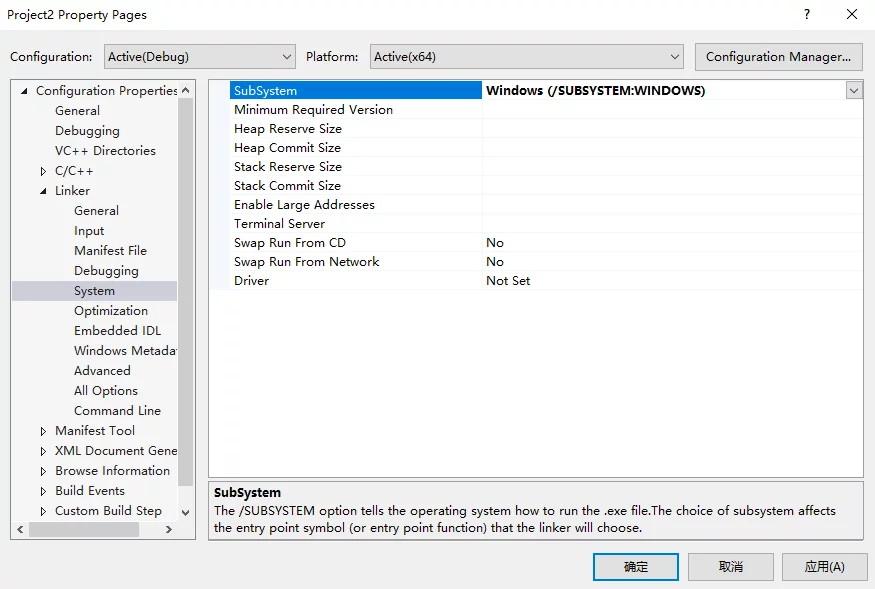 Project2 Property Pages
Configuration: Active(Debug) Platform: Active(x64) Configuration Manager...
Configuration Properties
General
Debugging
VC++ Directories
C/C++
Linker
General
Input
Manifest File
Debugging
System
Optimization
Embedded IDL
Windows Metada
Advanced
All Options
Command Line
Manifest Tool
XML Document Gene
Browse Information
Build Events
Custom Build Step
SubSystem Windows (/SUBSYSTEM:WINDOWS)
Minimum Required Version
Heap Reserve Size
Heap Commit Size
Stack Reserve Size
Stack Commit Size
Enable Large Addresses
Terminal Server
Swap Run From CD No
Swap Run From Network No
Driver Not Set
SubSystem
The /SUBSYSTEM option tells the operating system how to run the .exe file.The choice of subsystem affects
the entry point symbol (or entry point function) that the linker will choose.
确定 取消 应用(A)